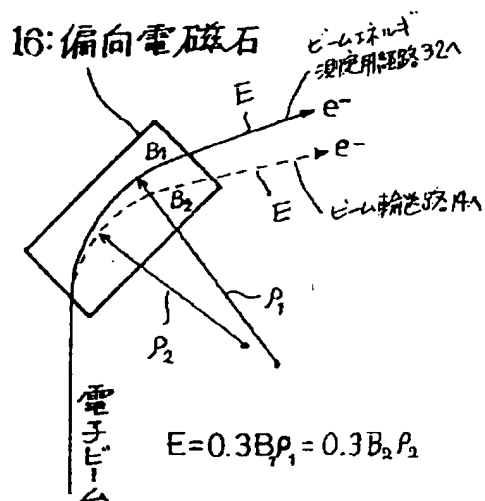 16:偏向電磁石
ビームエネルギ
測定用経路32へ
E
e−
B1
e−
B2
E
ビーム輸送路14へ
ρ1
ρ2
電子ビーム
E=0.3B1ρ1=0.3B2ρ2